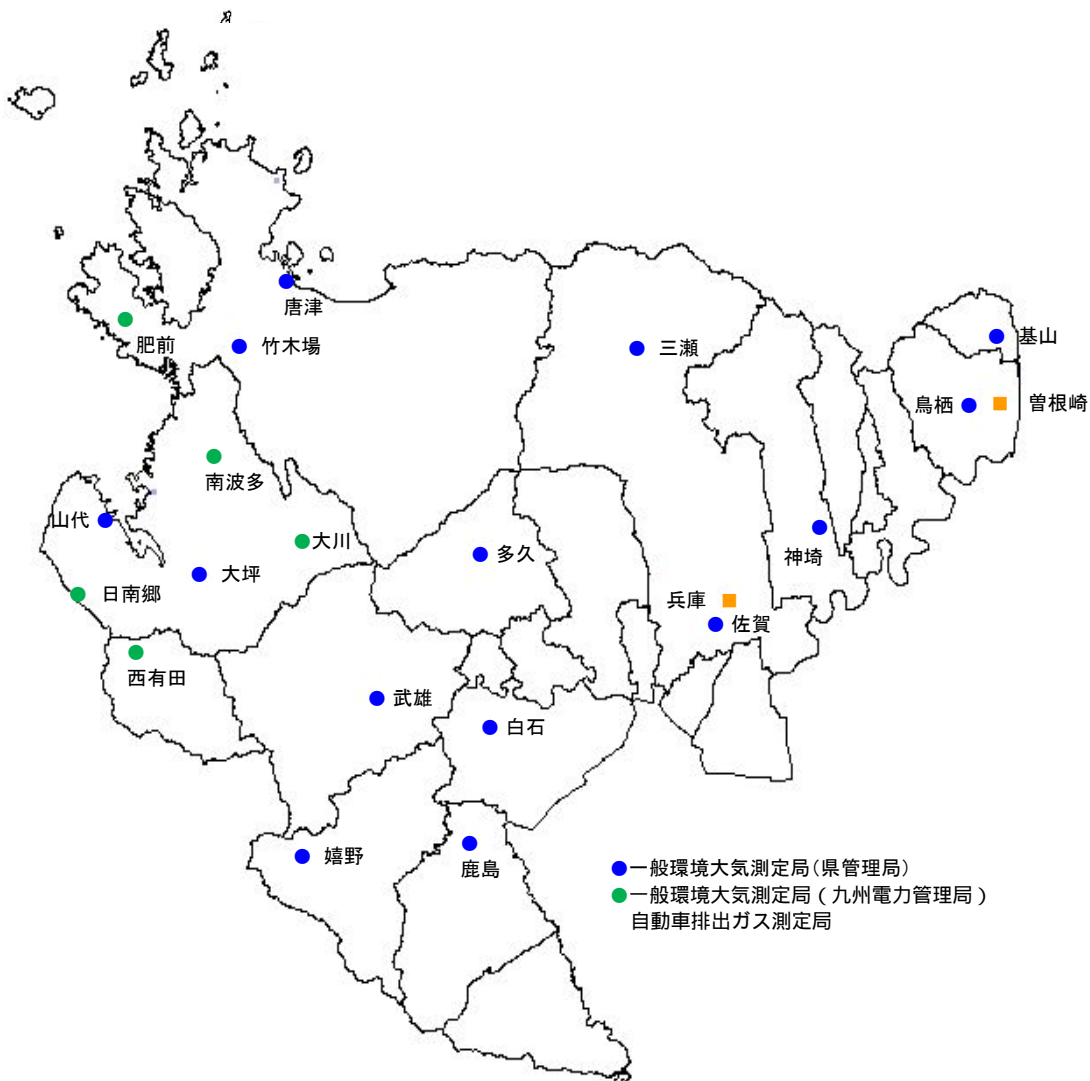 唐津
肥前
竹木場
三瀬
基山
鳥栖
曽根崎
南波多
山代
大川
多久
神埼
日南郷
大坪
兵庫
佐賀
西有田
武雄
白石
嬉野
鹿島
一般環境大気測定局(県管理局)
一般環境大気測定局(九州電力管理局)
自動車排出ガス測定局